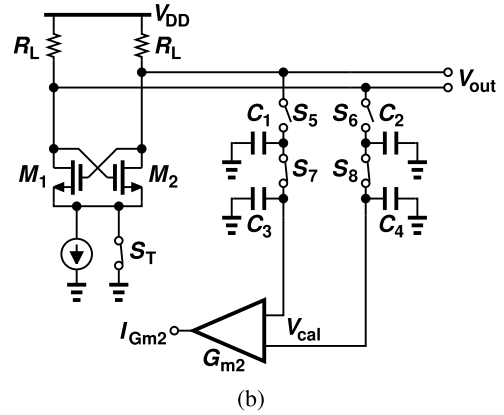 VDD
RL RL
Vout
C1 S5 S6 C2
M1 M2 S7 S8
C3 C4
ST
IGm2 Vcal
Gm2
(b)